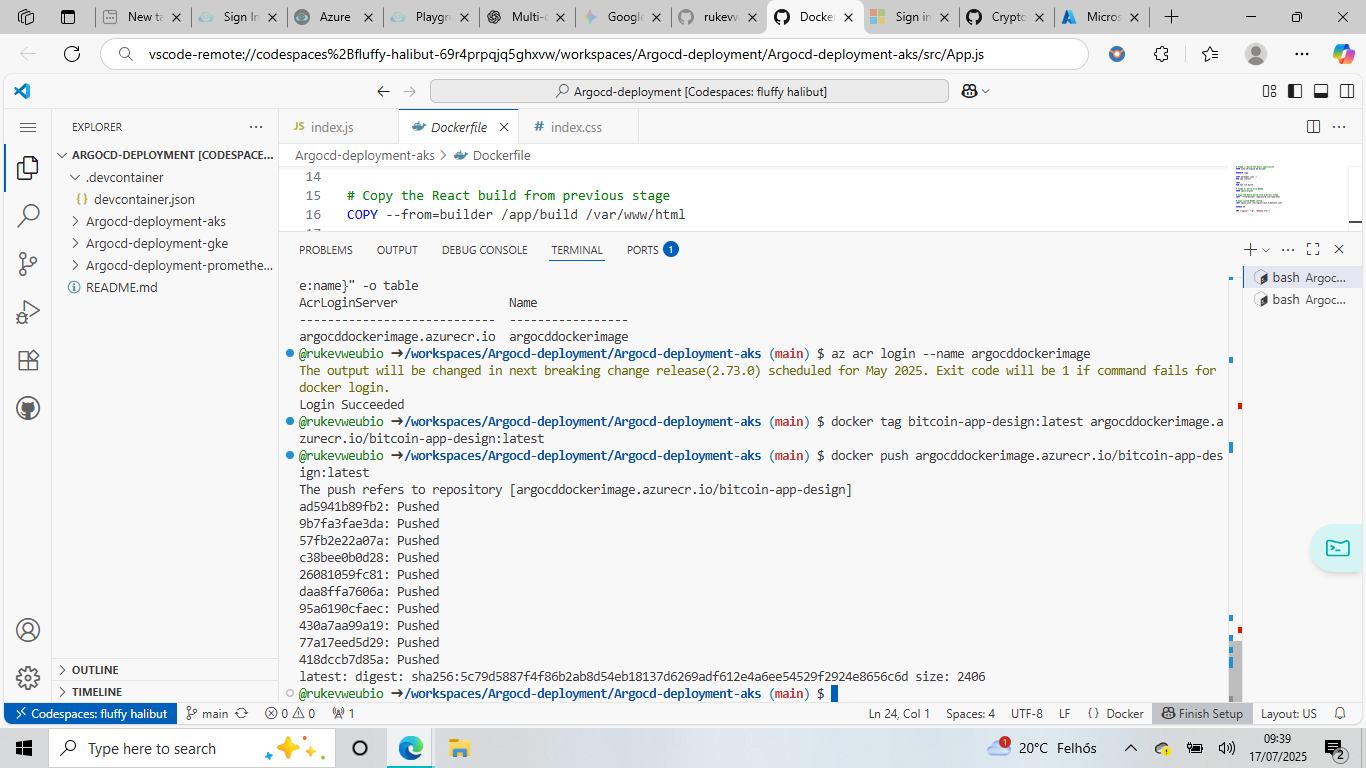 New ta
Sign In
Azure
Playgr
Multi-c
Google
rukevw
Docke
Sign in
Crypto
Micros
vscode-remote://codespaces%2Bfluffy-halibut-69r4prpqjq5ghxvw/workspaces/Argocd-deployment/Argocd-deployment-aks/src/App.js
Argocd-deployment [Codespaces: fluffy halibut]
EXPLORER
ARGOCD-DEPLOYMENT [CODESPACE...
.devcontainer
{} devcontainer.json
Argocd-deployment-aks
Argocd-deployment-gke
Argocd-deployment-promethe...
README.md
OUTLINE
TIMELINE
JS index.js
Dockerfile
# index.css
Argocd-deployment-aks > Dockerfile
14
15 # Copy the React build from previous stage
16 COPY --from=builder /app/build /var/www/html
PROBLEMS OUTPUT DEBUG CONSOLE TERMINAL PORTS 1
bash Argoc...
bash Argoc...
e:name}" -o table
AcrLoginServer Name
---------------------------- -----------------
argocddockerimage.azurecr.io argocddockerimage
@rukevweubio ➜/workspaces/Argocd-deployment/Argocd-deployment-aks (main) $ az acr login --name argocddockerimage
The output will be changed in next breaking change release(2.73.0) scheduled for May 2025. Exit code will be 1 if command fails for
docker login.
Login Succeeded
@rukevweubio ➜/workspaces/Argocd-deployment/Argocd-deployment-aks (main) $ docker tag bitcoin-app-design:latest argocddockerimage.a
zurecr.io/bitcoin-app-design:latest
@rukevweubio ➜/workspaces/Argocd-deployment/Argocd-deployment-aks (main) $ docker push argocddockerimage.azurecr.io/bitcoin-app-des
ign:latest
The push refers to repository [argocddockerimage.azurecr.io/bitcoin-app-design]
ad5941b89fb2: Pushed
9b7fa3fae3da: Pushed
57fb2e22a07a: Pushed
c38bee0b0d28: Pushed
26081059fc81: Pushed
daa8ffa7606a: Pushed
95a6190cfaec: Pushed
430a7aa99a19: Pushed
77a17eed5d29: Pushed
418dccb7d85a: Pushed
latest: digest: sha256:5c79d5887f4f86b2ab8d54eb18137d6269adf612e4a6ee54529f2924e8656c6d size: 2406
@rukevweubio ➜/workspaces/Argocd-deployment/Argocd-deployment-aks (main) $
Codespaces: fluffy halibut main 0 0 1 Ln 24, Col 1 Spaces: 4 UTF-8 LF {} Docker Finish Setup Layout: US
Type here to search
1 20°C Felhős
09:39
17/07/2025
2